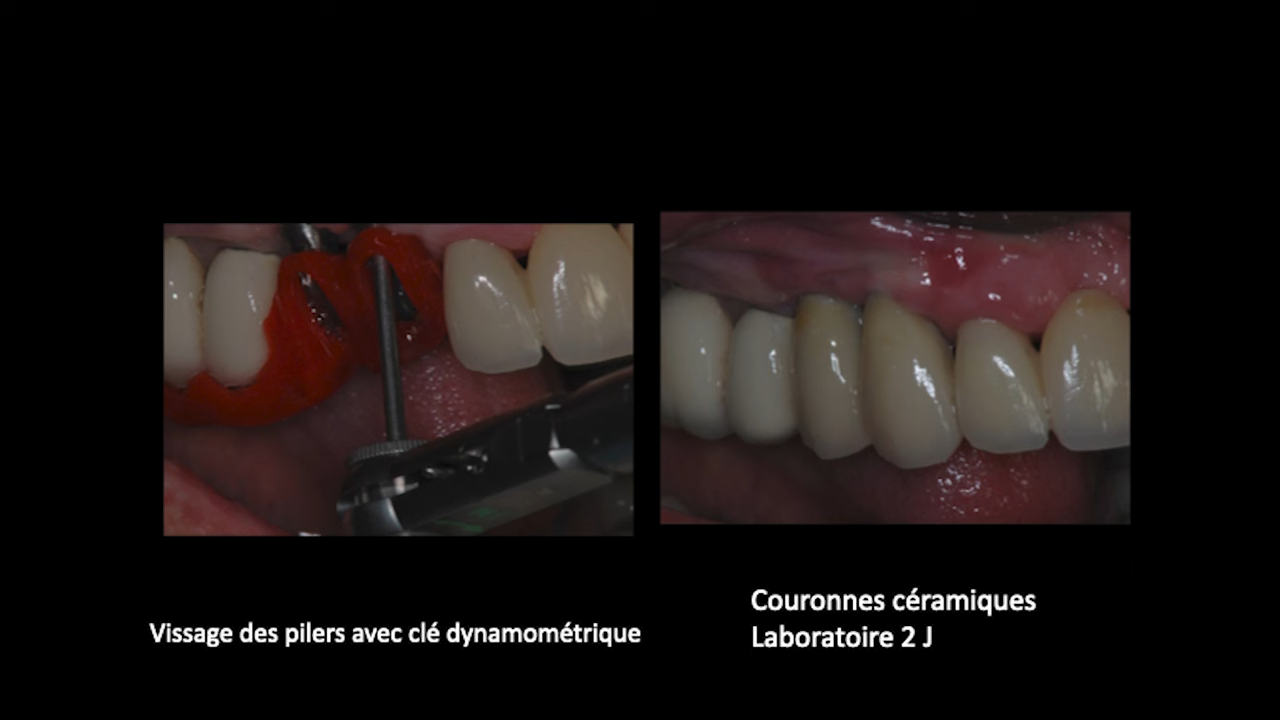 Vissage des pilers avec clé dynamométrique
Couronnes céramiques
Laboratoire 2 J